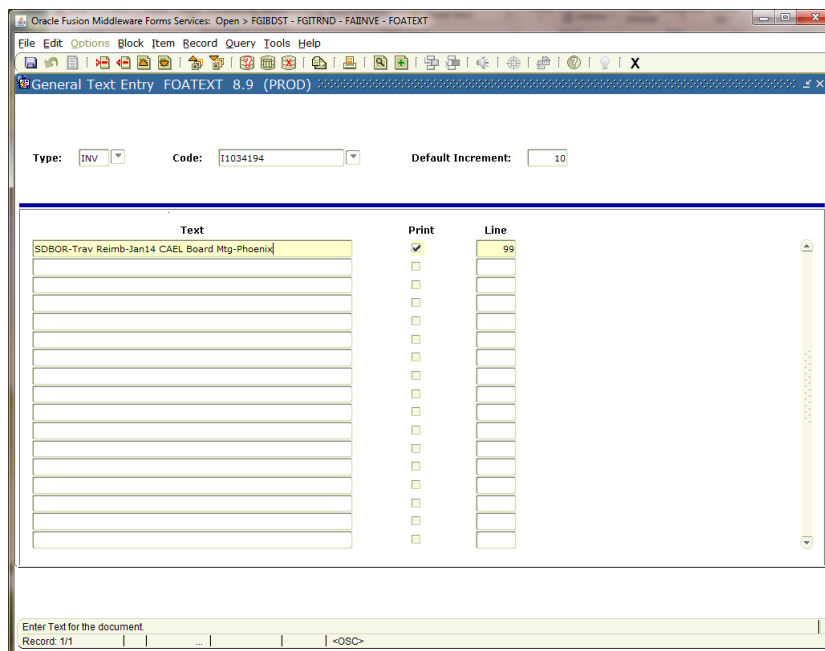 Oracle Fusion Middleware Forms Services: Open > FGIBDST - FGITRND - FAIINVE - FOATEXT
File Edit Options Block Item Record Query Tools Help
General Text Entry FOATEXT 8.9 (PROD)
Type: INV Code: I1034194 Default Increment: 10
Text Print Line
SDBOR-Trav Reimb-Jan14 CAEL Board Mtg-Phoenix 99
Enter Text for the document.
Record: 1/1 ... <OSC>